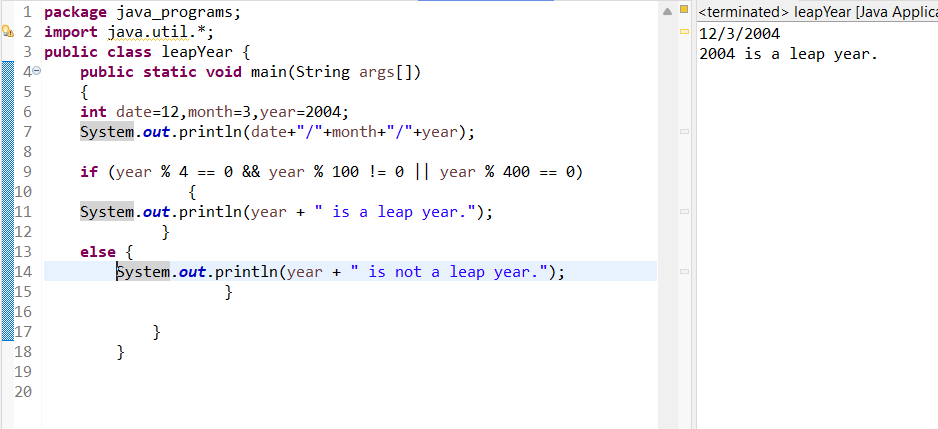 1 package java_programs;
2 import java.util.*;
3 public class leapYear {
4 public static void main(String args[])
5 {
6 int date=12,month=3,year=2004;
7 System.out.println(date+"/"+month+"/"+year);
8
9 if (year % 4 == 0 && year % 100 != 0 || year % 400 == 0)
10 {
11 System.out.println(year + " is a leap year.");
12 }
13 else {
14 System.out.println(year + " is not a leap year.");
15 }
16
17 }
18 }
19
20
<terminated> leapYear [Java Applica
12/3/2004
2004 is a leap year.